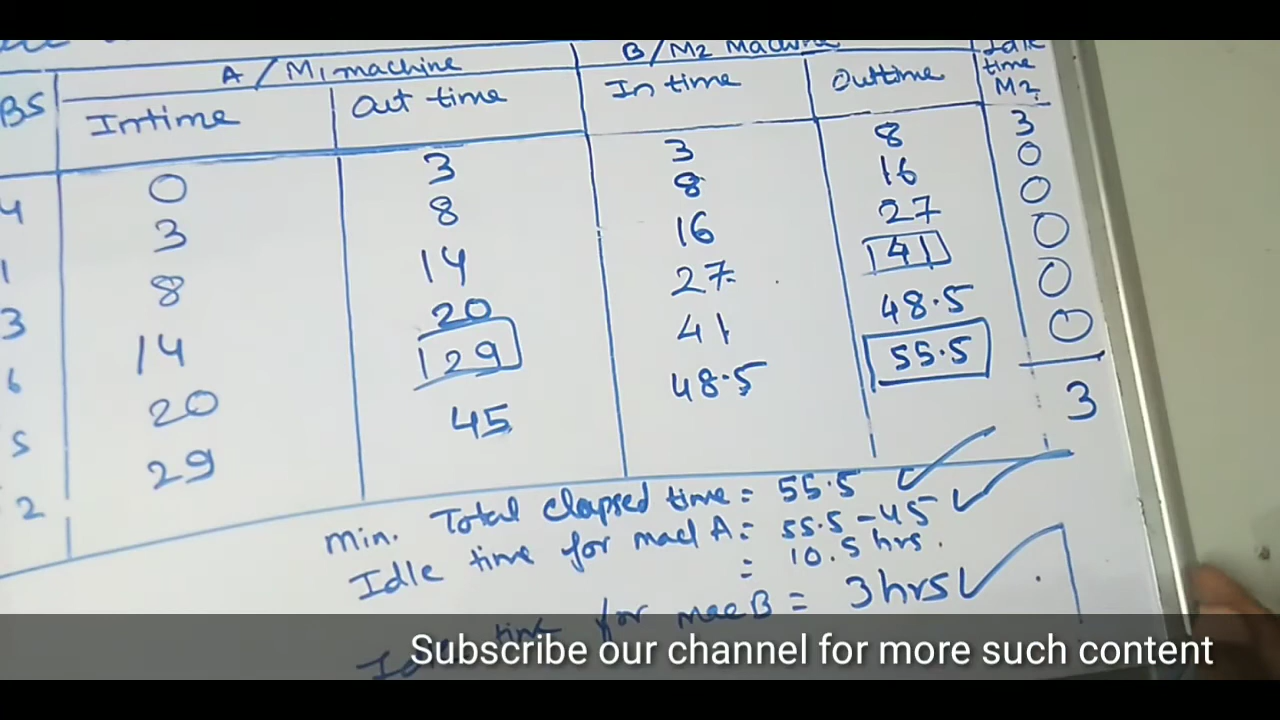 A / M1 machine B/M2 Machine Idle
BS Intime Out time In time Outtime time M2
4 0 3 3 8 3
1 3 8 8 16 0
3 8 14 16 27 0
6 14 20 27 41 0
5 20 29 41 48.5 0
2 29 45 48.5 55.5 0
3
Min. Total elapsed time = 55.5
Idle time for mac A = 55.5 - 45
= 10.5 hrs.
Idle time for mac B = 3 hrs
Subscribe our channel for more such content